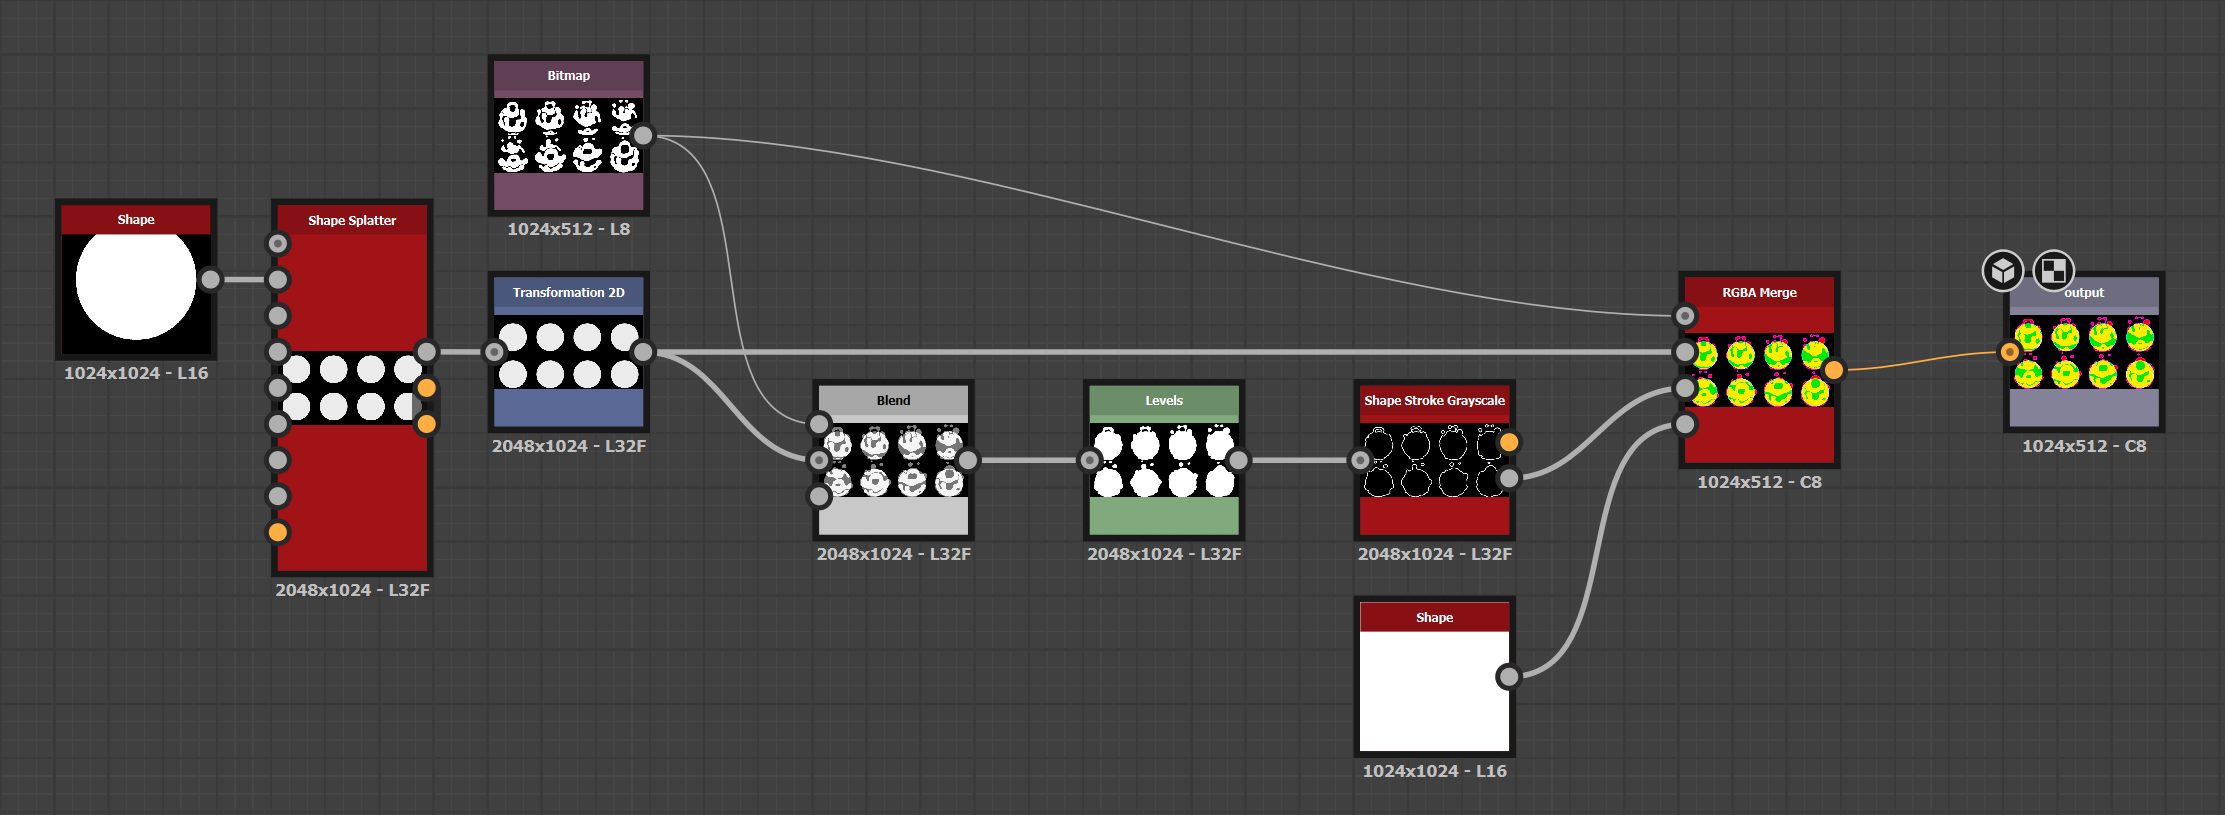 Bitmap
1024x512 - L8
Shape
1024x1024 - L16
Shape Splatter
2048x1024 - L32F
Transformation 2D
2048x1024 - L32F
Blend
2048x1024 - L32F
Levels
2048x1024 - L32F
Shape Stroke Grayscale
2048x1024 - L32F
Shape
1024x1024 - L16
RGBA Merge
1024x512 - C8
output
1024x512 - C8